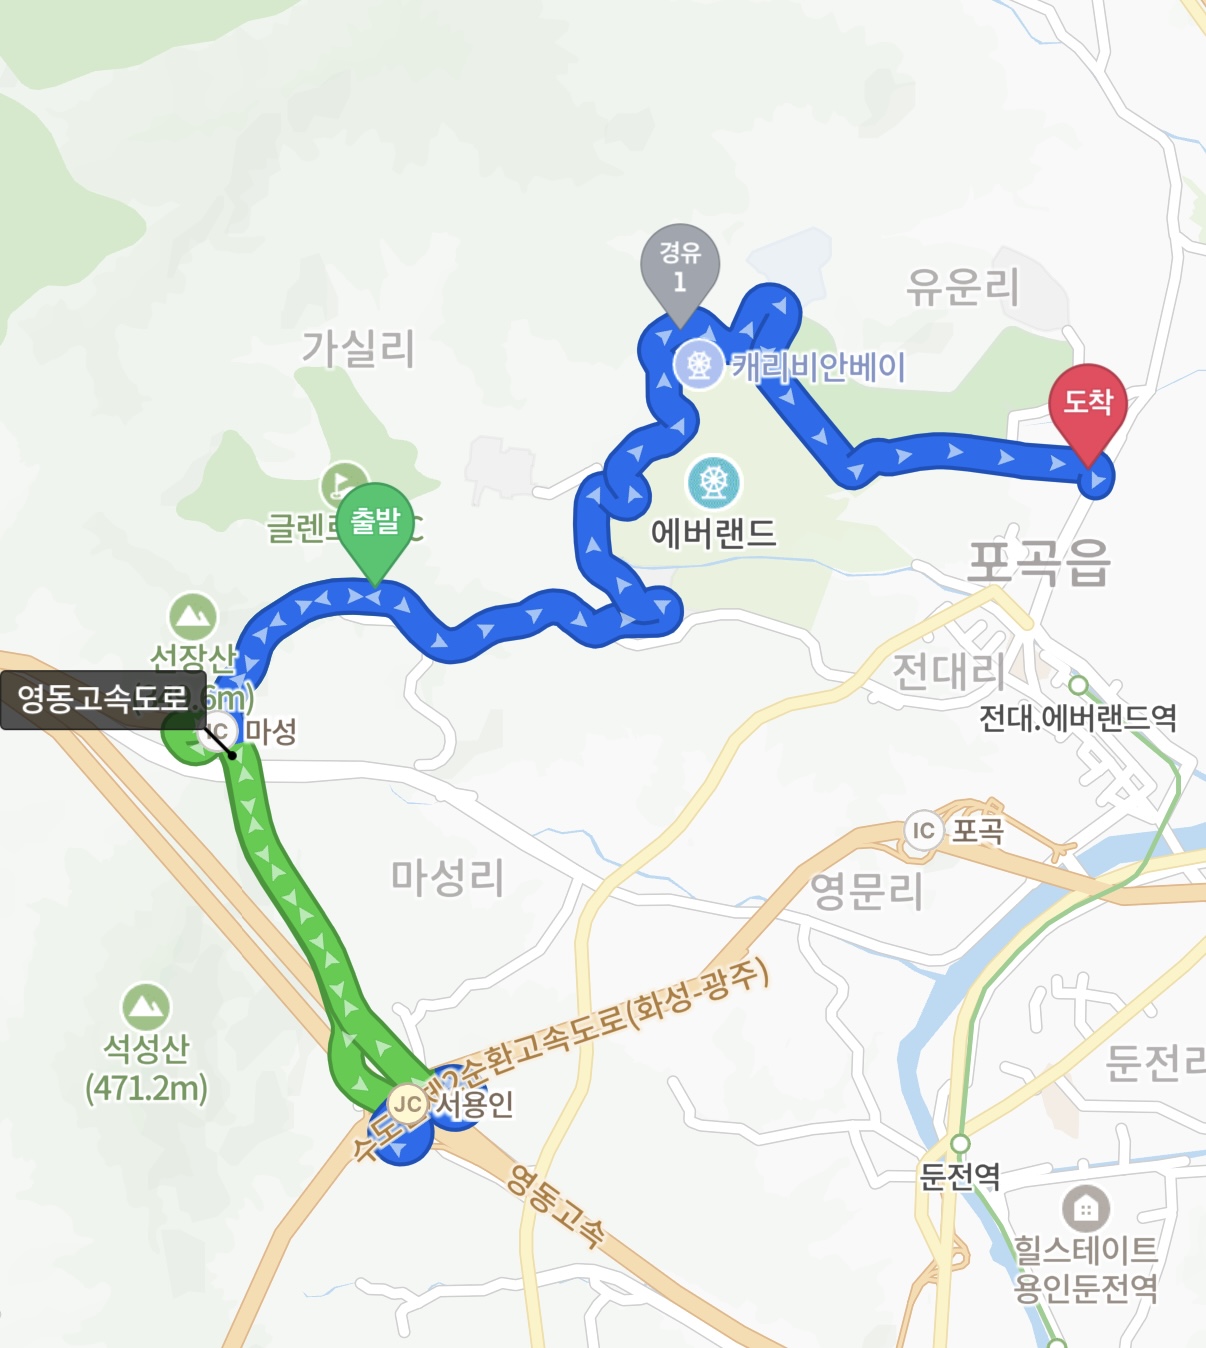 경유
1
유운리
가실리
캐리비안베이
도착
출발
글렌로
C
에버랜드
포곡읍
선장산
.6m)
영동고속도로
IC
마성
전대리
전대.에버랜드역
IC
포곡
마성리
영문리
수도권제2순환고속도로(화성-광주)
석성산
(471.2m)
JC
서용인
둔전리
영동고속
둔전역
힐스테이트
용인둔전역